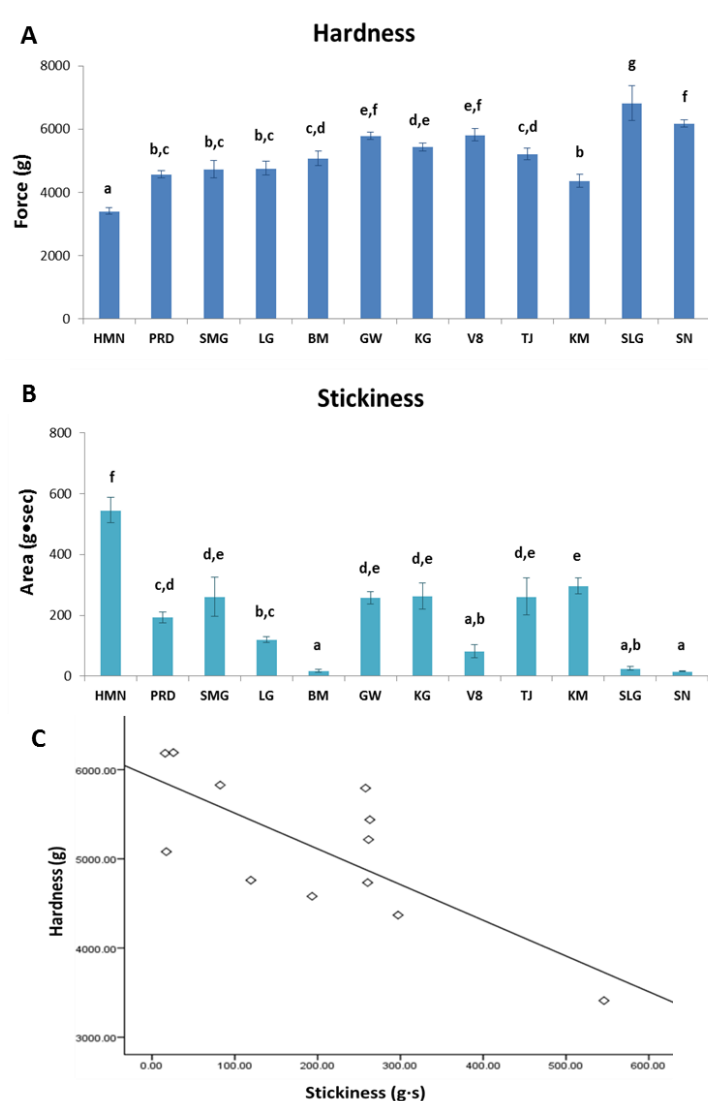 A
Hardness
8000
6000
4000
2000
0
Force (g)
a
b,c
b,c
b,c
c,d
e,f
d,e
e,f
c,d
b
g
f
HMN PRD SMG LG BM GW KG V8 TJ KM SLG SN
B
Stickiness
800
600
400
200
0
Area (g•sec)
f
c,d
d,e
b,c
a
d,e
d,e
a,b
d,e
e
a,b
a
HMN PRD SMG LG BM GW KG V8 TJ KM SLG SN
C
6000.00
5000.00
4000.00
3000.00
Hardness (g)
0.00 100.00 200.00 300.00 400.00 500.00 600.00
Stickiness (g·s)